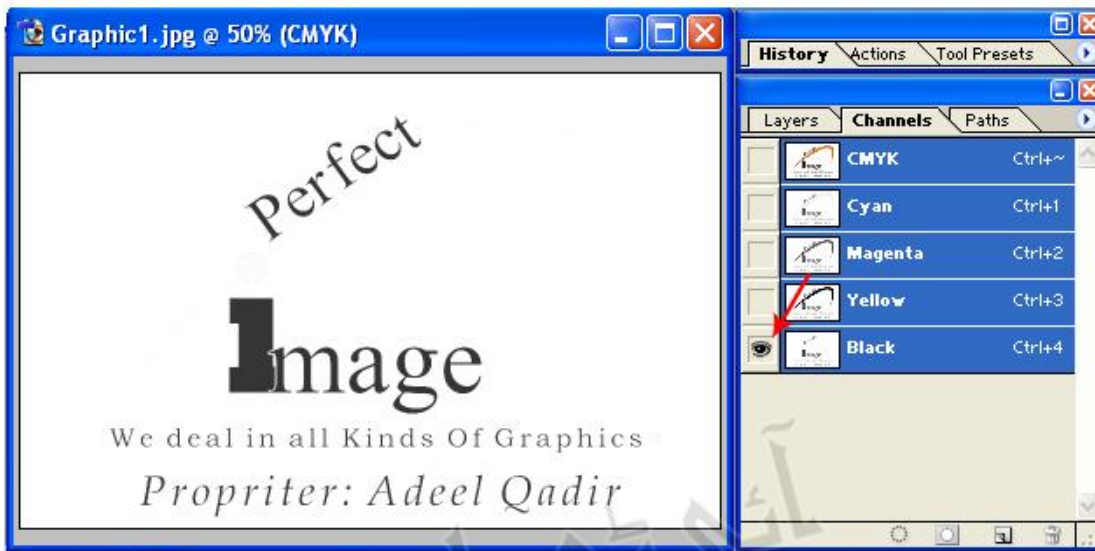 Graphic1.jpg @ 50% (CMYK)
Perfect
Image
We deal in all Kinds Of Graphics
Propriter: Adeel Qadir
History Actions Tool Presets
Layers Channels Paths
CMYK Ctrl+~
Cyan Ctrl+1
Magenta Ctrl+2
Yellow Ctrl+3
Black Ctrl+4